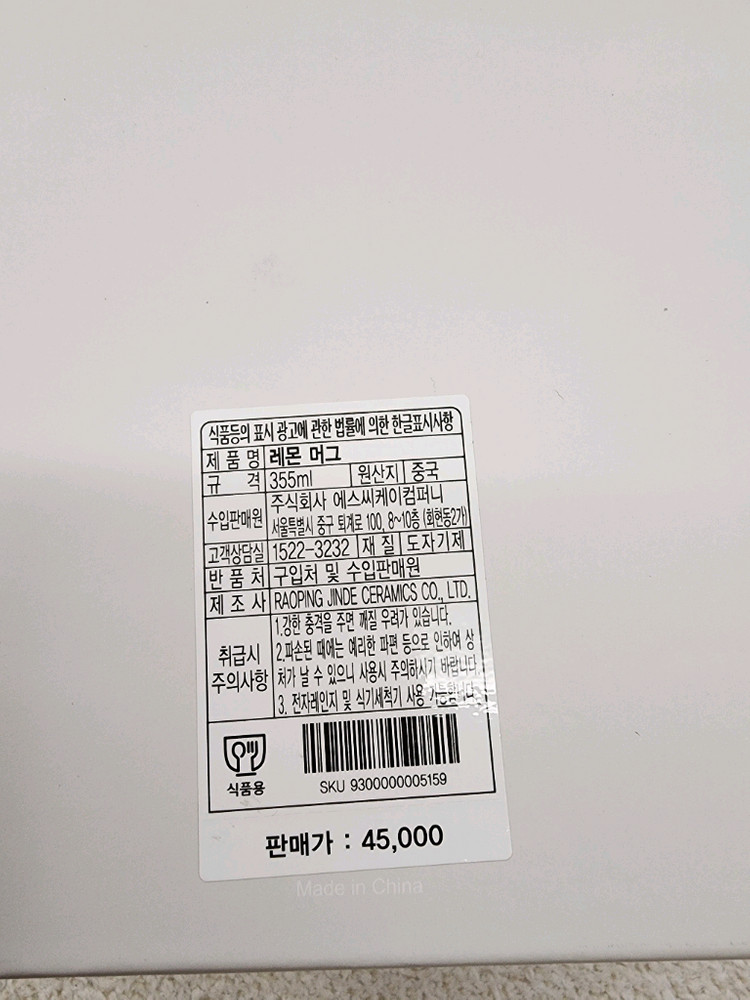 식품등의 표시 광고에 관한 법률에 의한 한글표시사항
제 품 명 레몬 머그
규 격 355ml 원산지 중국
수입판매원 주식회사 에스씨케이컴퍼니
서울특별시 중구 퇴계로 100, 8~10층 (회현동2가)
고객상담실 1522-3232 재 질 도자기제
반 품 처 구입처 및 수입판매원
제 조 사 RAOPING JINDE CERAMICS CO., LTD.
취급시 주의사항
1.강한 충격을 주면 깨질 우려가 있습니다.
2.파손된 때에는 예리한 파편 등으로 인하여 상
처가 날 수 있으니 사용시 주의하시기 바랍니다.
3. 전자레인지 및 식기세척기 사용 가능합니다.
식품용
SKU 9300000005159
판매가 : 45,000
Made in China